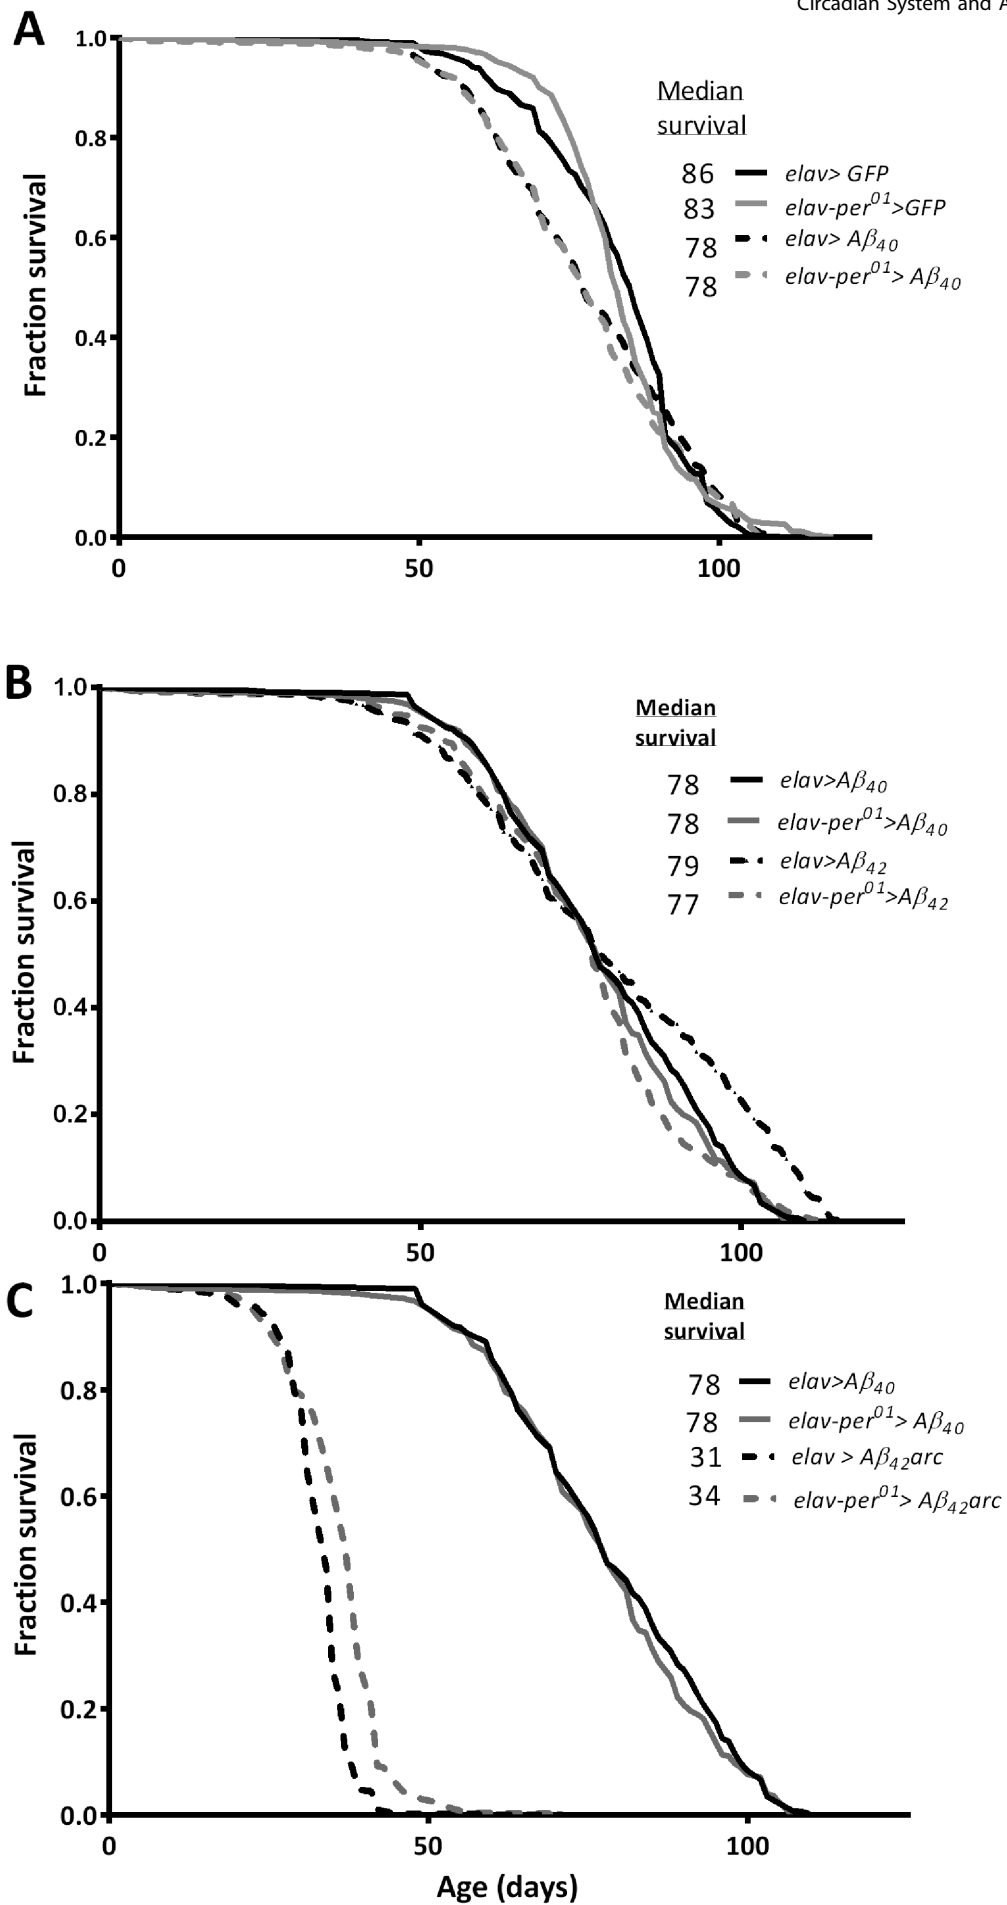 Circadian System and A
A
1.0
0.8
0.6
0.4
0.2
0.0
0
50
100
Fraction survival
Median
survival
86 elav> GFP
83 elav-per⁰¹>GFP
78 elav> Aβ₄₀
78 elav-per⁰¹> Aβ₄₀
B
1.0
0.8
0.6
0.4
0.2
0.0
0
50
100
Fraction survival
Median
survival
78 elav>Aβ₄₀
78 elav-per⁰¹>Aβ₄₀
79 elav>Aβ₄₂
77 elav-per⁰¹>Aβ₄₂
C
1.0
0.8
0.6
0.4
0.2
0.0
0
50
100
Fraction survival
Median
survival
78 elav>Aβ₄₀
78 elav-per⁰¹> Aβ₄₀
31 elav > Aβ₄₂arc
34 elav-per⁰¹> Aβ₄₂arc
Age (days)